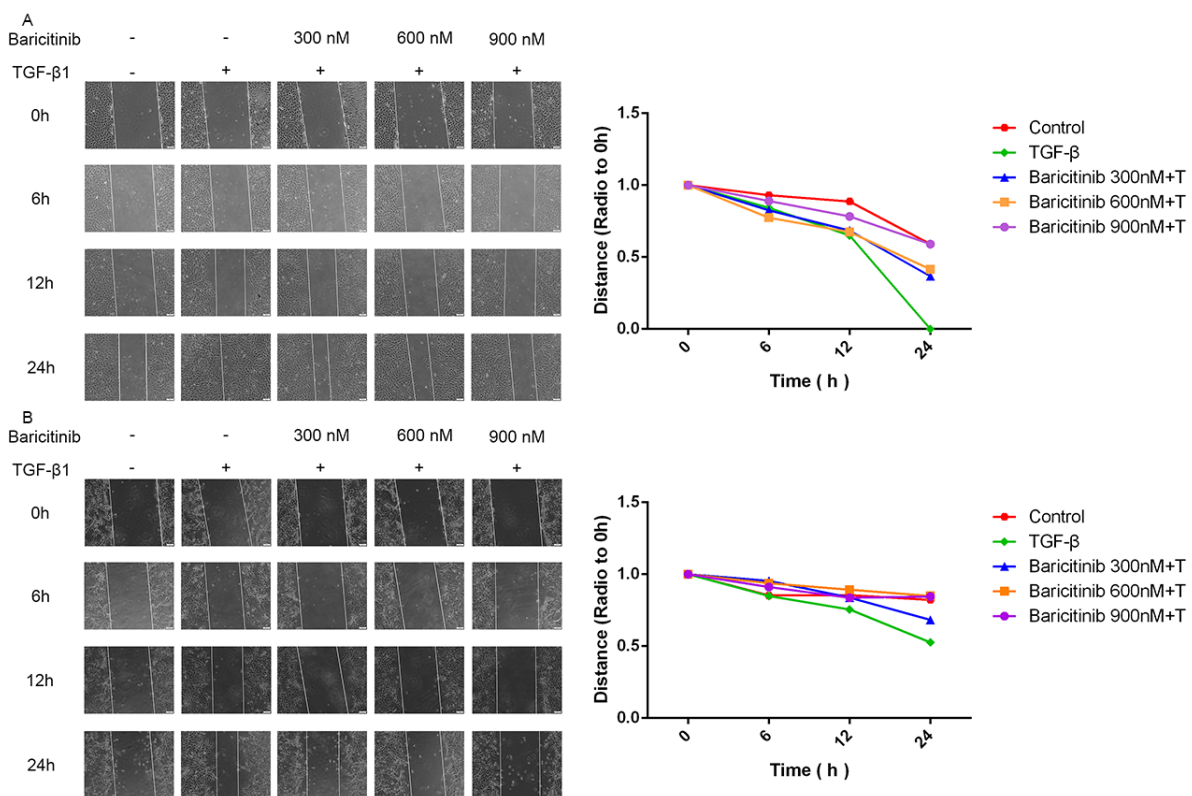 A
Baricitinib - - 300 nM 600 nM 900 nM
TGF-β1 - + + + +
0h
6h
12h
24h
1.5
1.0
0.5
0.0
Distance (Radio to 0h)
0 6 12 24
Time ( h )
Control
TGF-β
Baricitinib 300nM+T
Baricitinib 600nM+T
Baricitinib 900nM+T
B
Baricitinib - - 300 nM 600 nM 900 nM
TGF-β1 - + + + +
0h
6h
12h
24h
1.5
1.0
0.5
0.0
Distance (Radio to 0h)
0 6 12 24
Time ( h )
Control
TGF-β
Baricitinib 300nM+T
Baricitinib 600nM+T
Baricitinib 900nM+T